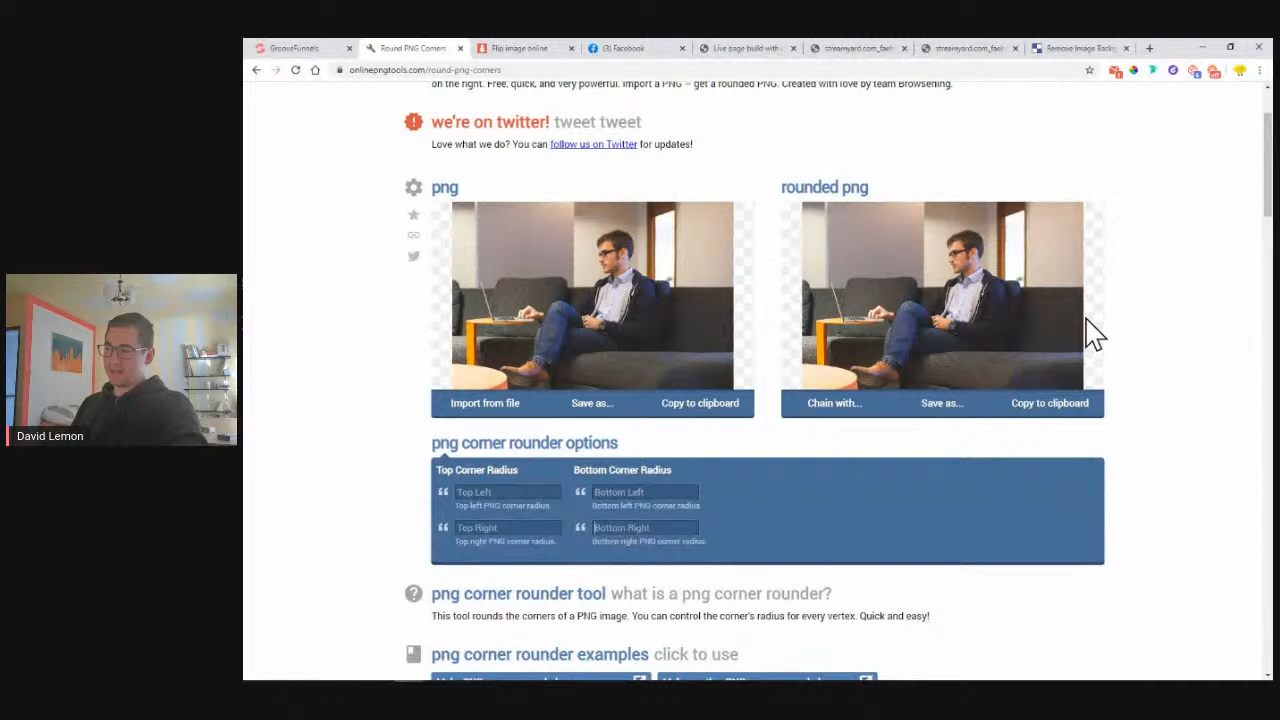 GrooveFunnels
Round PNG Corners
Flip image online
(3) Facebook
Live page build with
streamyard.com_faeb
streamyard.com_faeb
Remove Image Backg
onlinepngtools.com/round-png-corners
on the right. Free, quick, and very powerful. Import a PNG – get a rounded PNG. Created with love by team Browserling.
we're on twitter! tweet tweet
Love what we do? You can follow us on Twitter for updates!
png
rounded png
Import from file
Save as...
Copy to clipboard
Chain with...
Save as...
Copy to clipboard
png corner rounder options
Top Corner Radius
Bottom Corner Radius
Top Left
Bottom Left
Top left PNG corner radius.
Bottom left PNG corner radius.
Top Right
Bottom Right
Top right PNG corner radius.
Bottom right PNG corner radius.
David Lemon
png corner rounder tool what is a png corner rounder?
This tool rounds the corners of a PNG image. You can control the corner's radius for every vertex. Quick and easy!
png corner rounder examples click to use